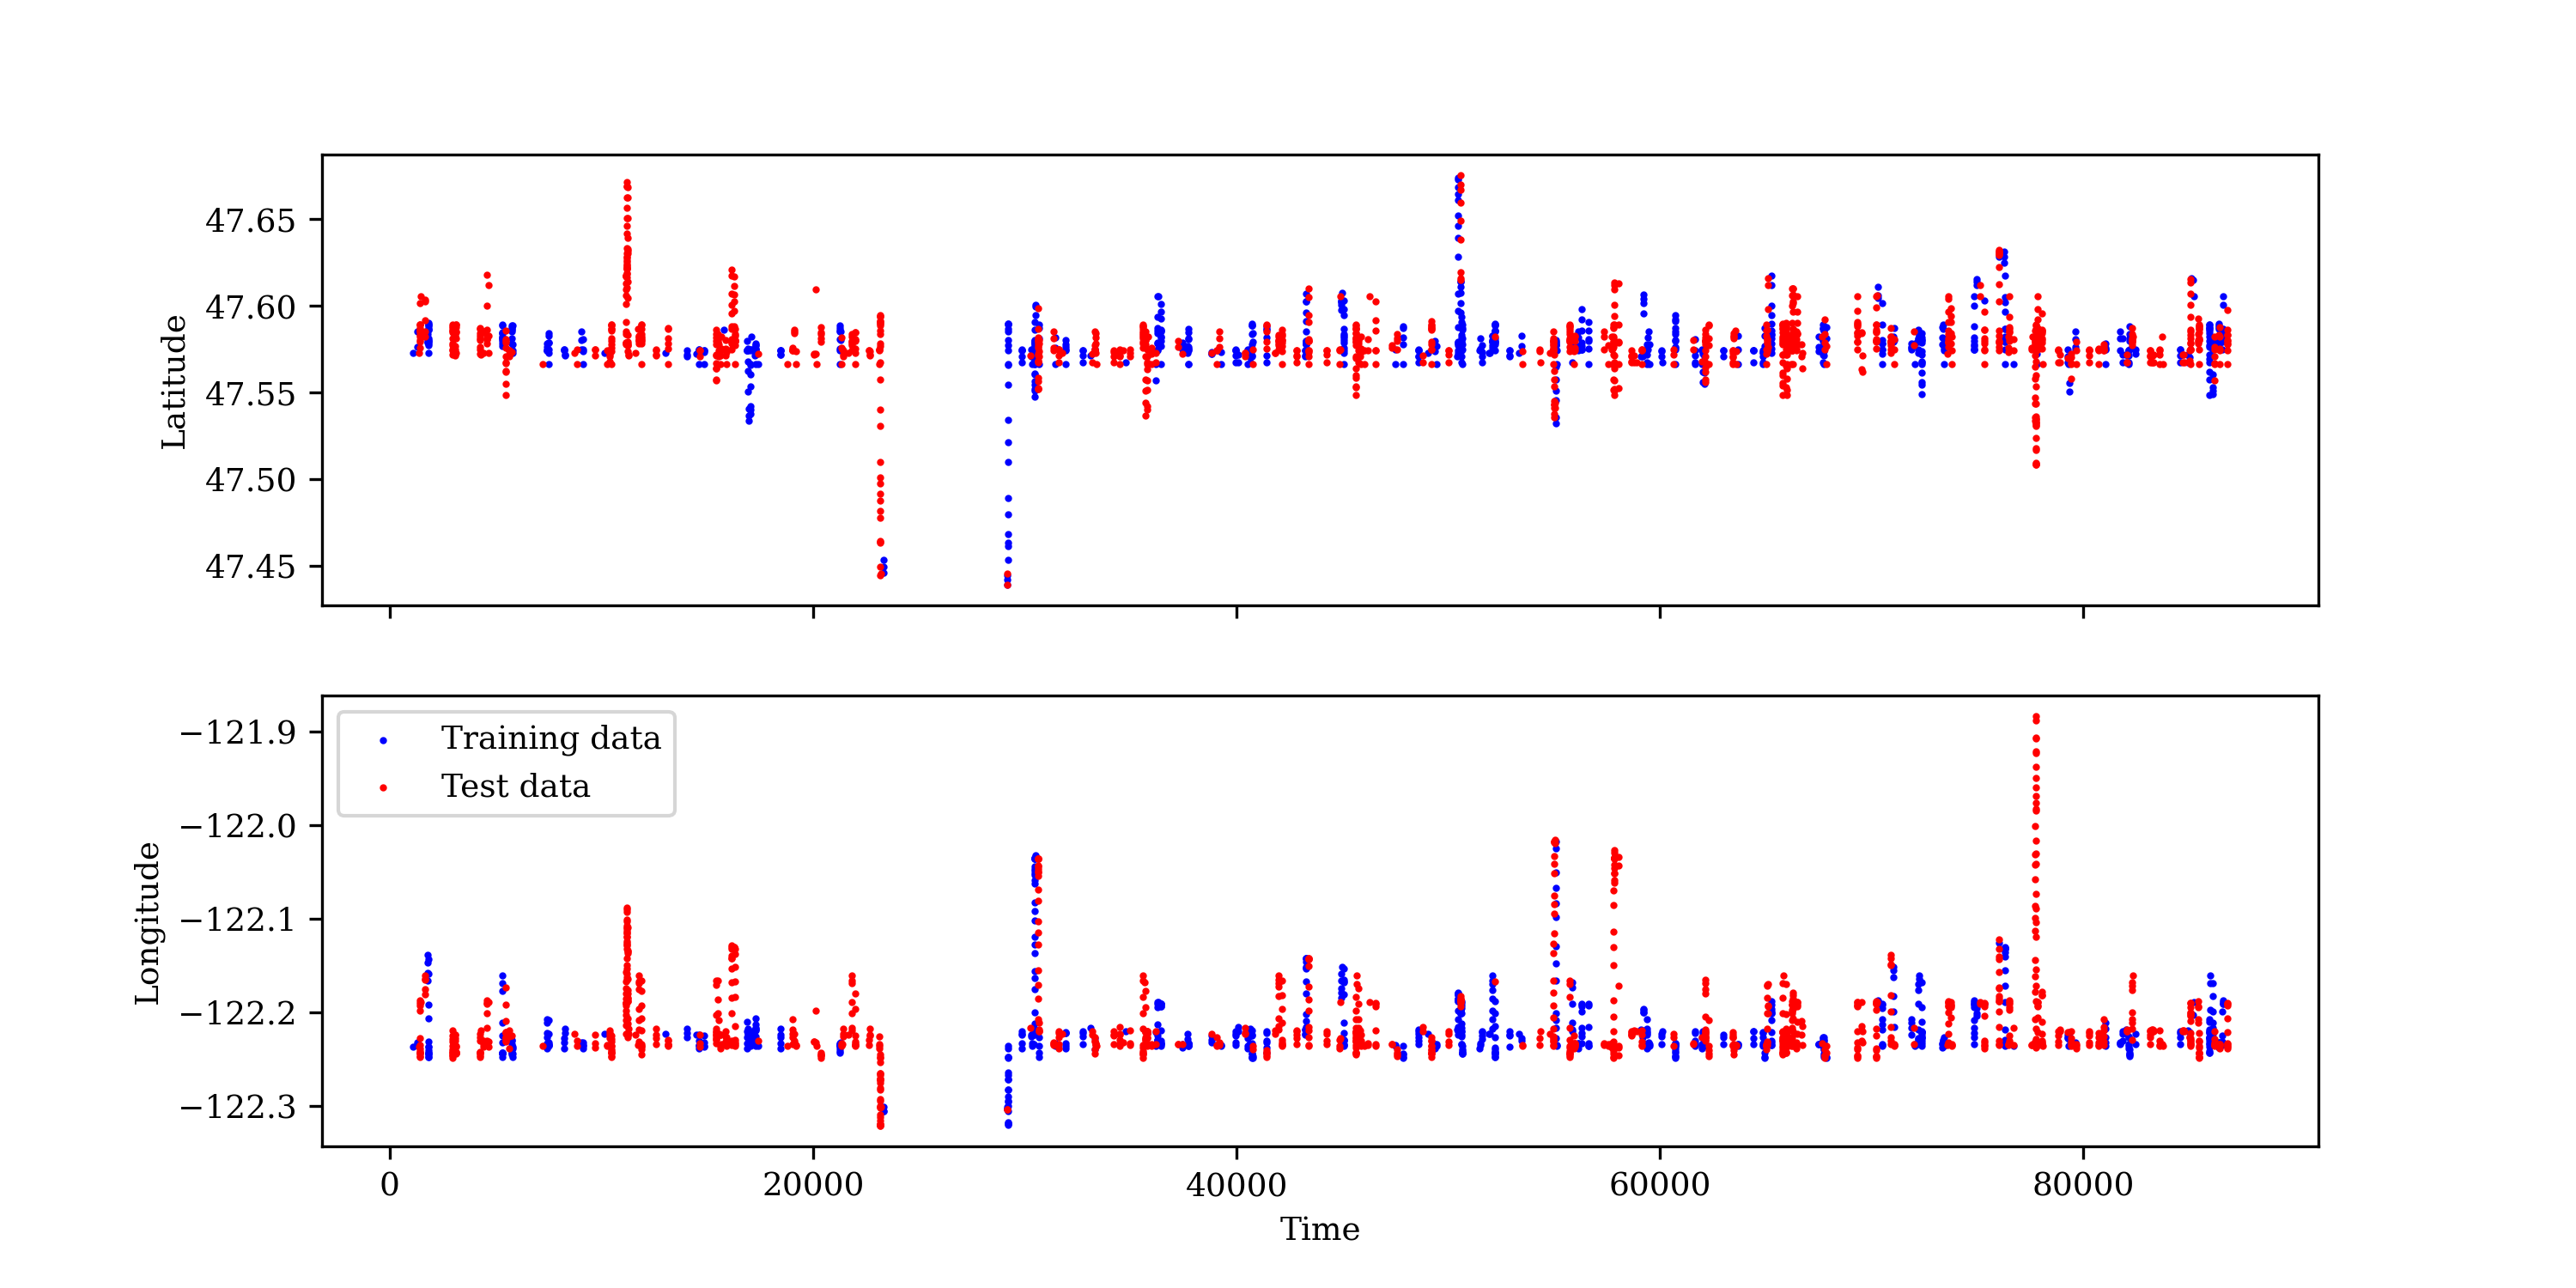 47.65
47.60
47.55
47.50
47.45
Latitude
−121.9
−122.0
−122.1
−122.2
−122.3
Longitude
Training data
Test data
0 20000 40000 60000 80000
Time